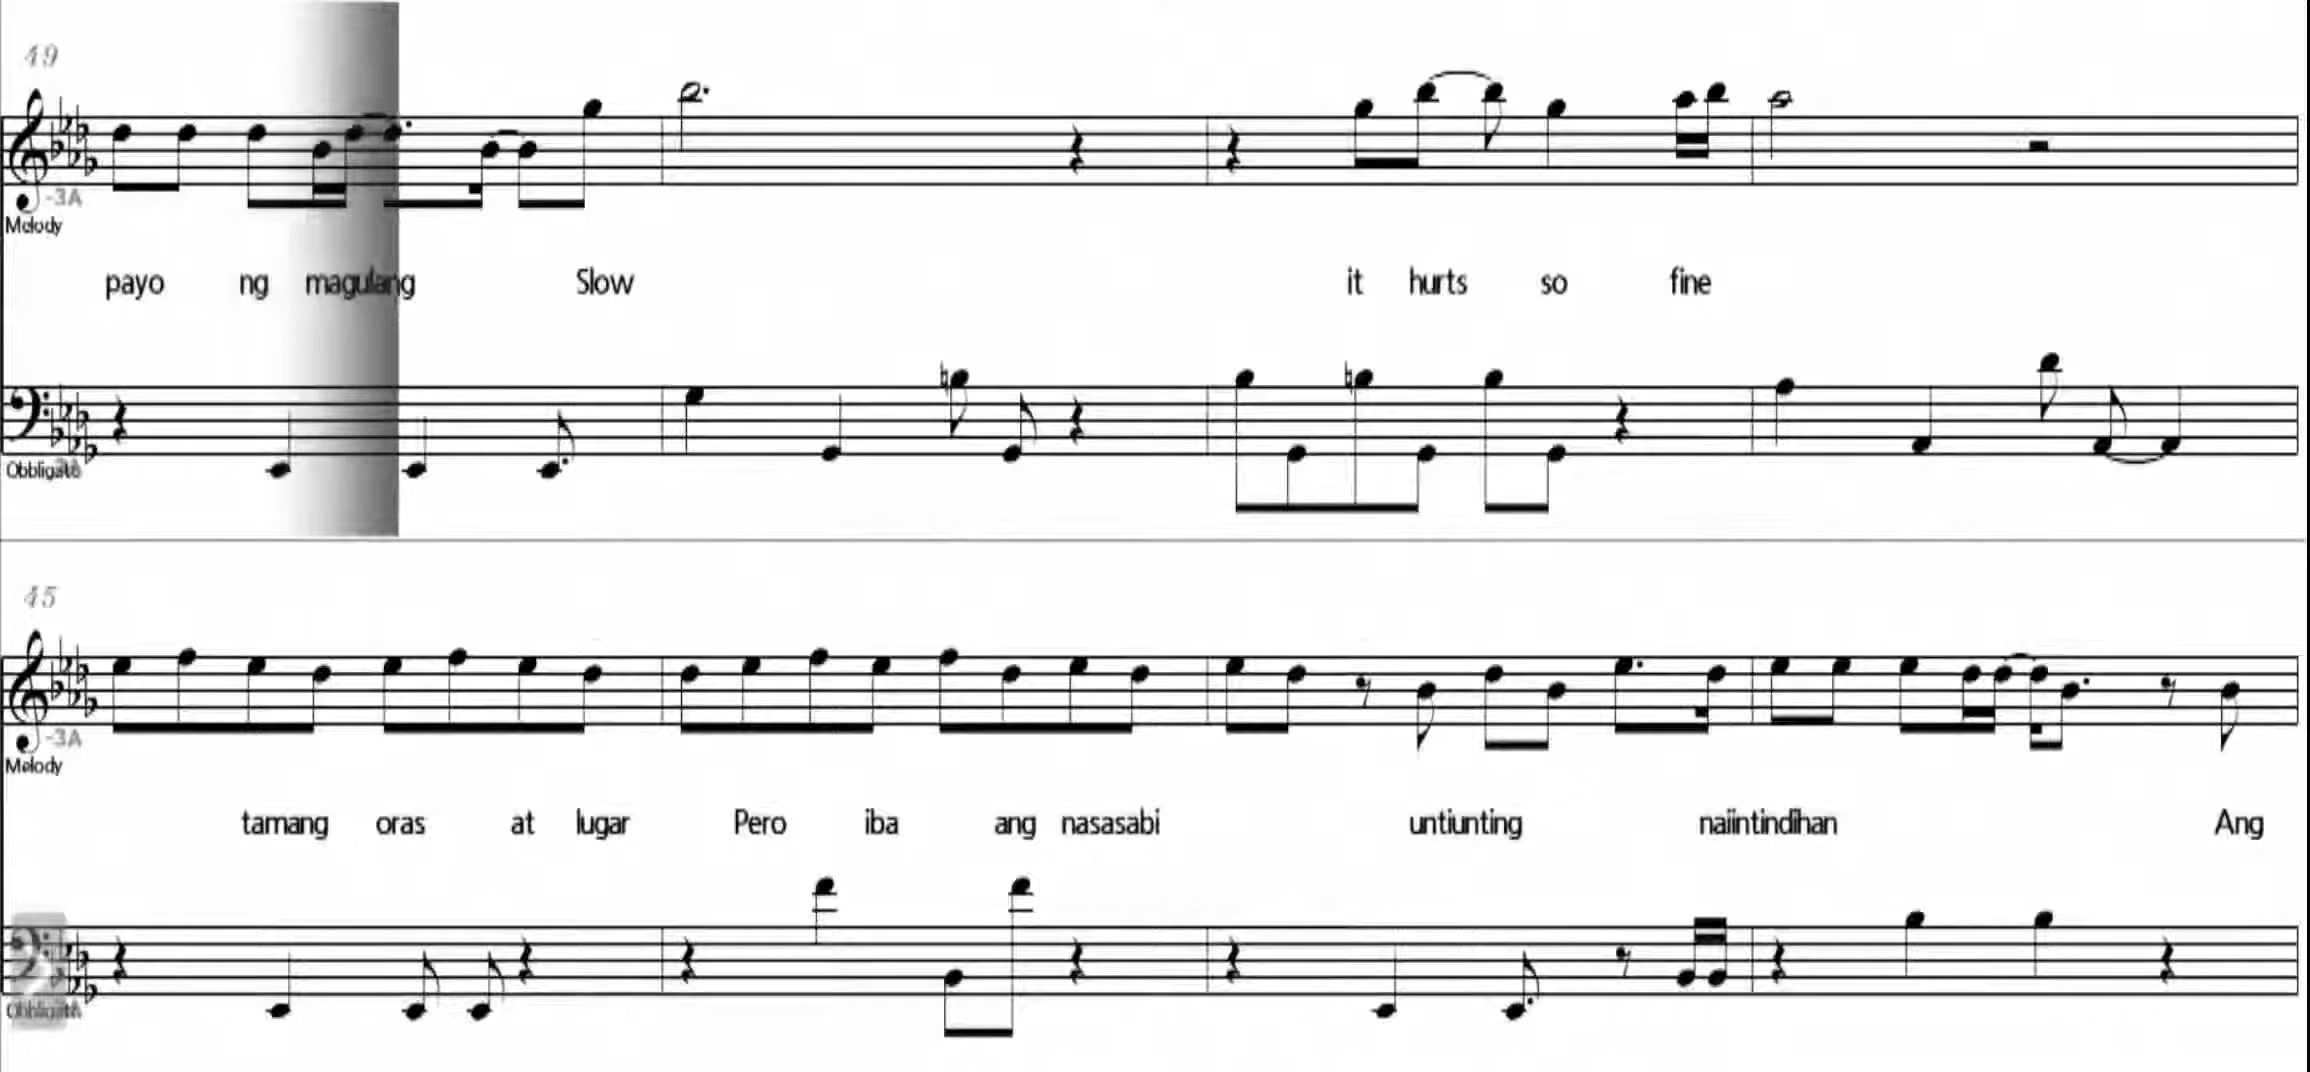 49
-3A
Melody
payo ng magulang Slow it hurts so fine
Obbligato
45
-3A
Melody
tamang oras at lugar Pero iba ang nasasabi untiunting naiintindihan Ang
Obbligato